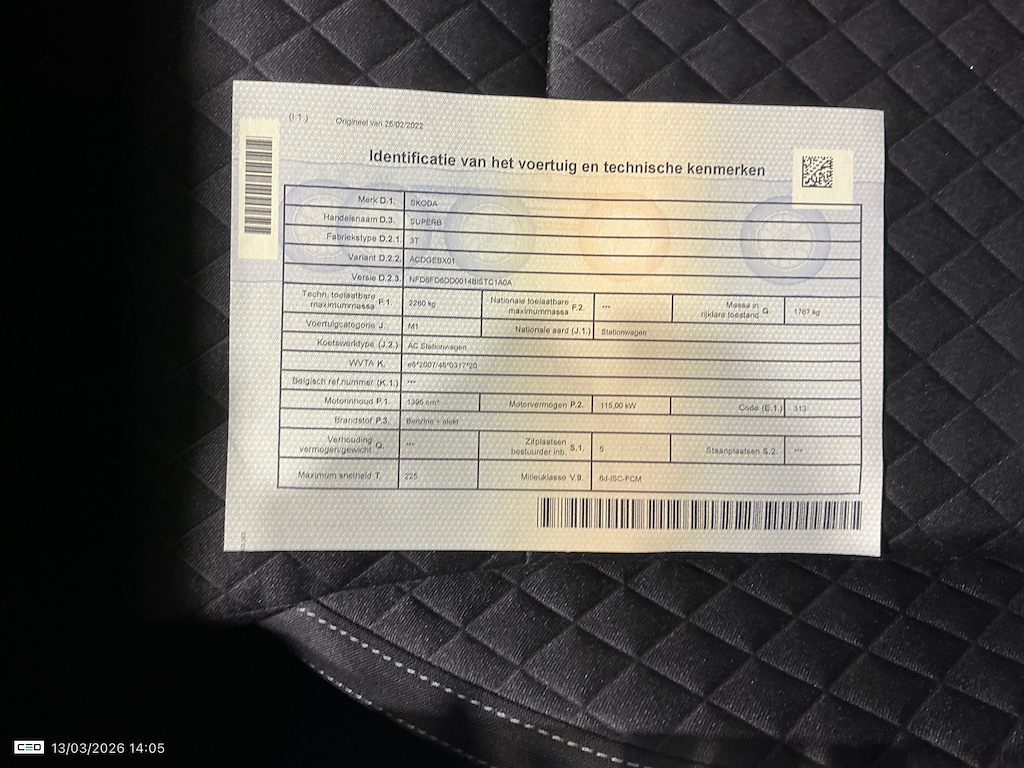 (I 1) Origineel van 25/02/2022
Identificatie van het voertuig en technische kenmerken
Merk D.1. SKODA
Handelsnaam D.3. SUPERB
Fabriekstype D.2.1. 3T
Variant D.2.2. ACDGEBX01
Versie D.2.3. NFD6FD6DD0014BISTC1A0A
Techn. toelaatbare maximummassa F.1. 2260 kg Nationale toelaatbare maximummassa F.2. *** Massa in rijklare toestand G. 1767 kg
Voertuigcategorie J. M1 Nationale aard (J.1.) Stationwagen
Koetswerktype (J.2.) AC Stationwagen
WVTA K. e8*2007/46*0317*20
Belgisch ref.nummer (K.1.) ***
Motorinhoud P.1. 1395 cm³ Motorvermogen P.2. 115,00 kW Code (E.1.) 313
Brandstof P.3. Benzine + elekt
Verhouding vermogen/gewicht Q. *** Zitplaatsen bestuurder inb. S.1. 5 Staanplaatsen S.2. ***
Maximum snelheid T. 225 Milieuklasse V.9. 6d-ISC-FCM
CEO 13/03/2026 14:05